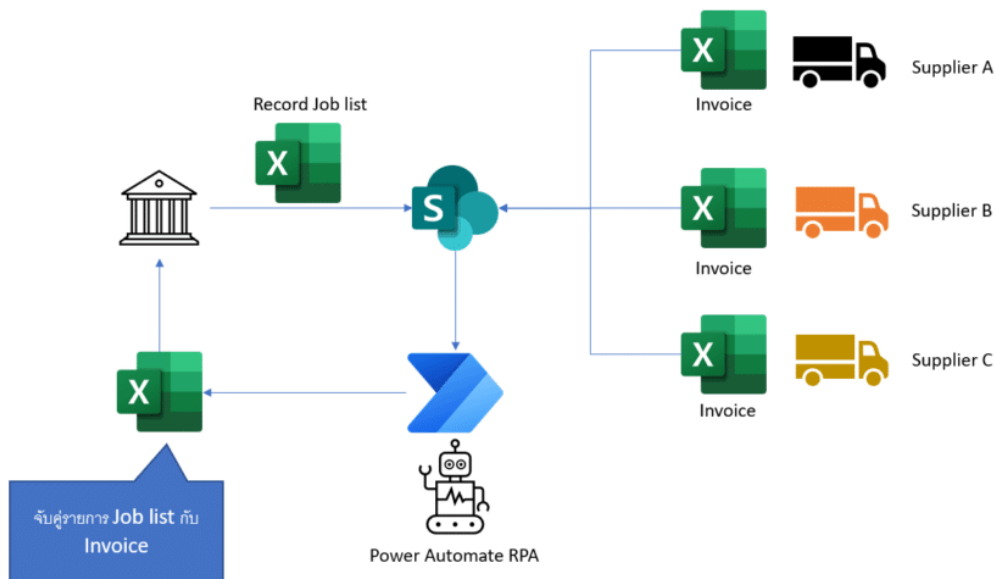 Record Job list
X
S
X
Invoice
Supplier A
X
Invoice
Supplier B
X
Invoice
Supplier C
X
จับคู่รายการ Job list กับ
Invoice
Power Automate RPA